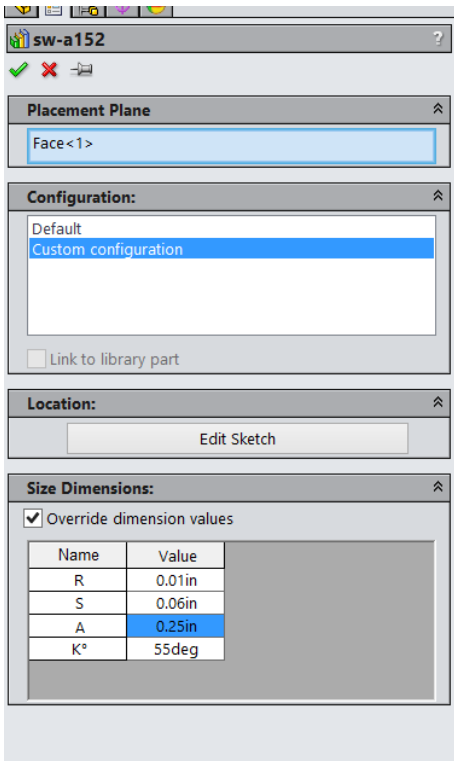 sw-a152
?
Placement Plane
Face<1>
Configuration:
Default
Custom configuration
Link to library part
Location:
Edit Sketch
Size Dimensions:
Override dimension values
Name Value
R 0.01in
S 0.06in
A 0.25in
K° 55deg